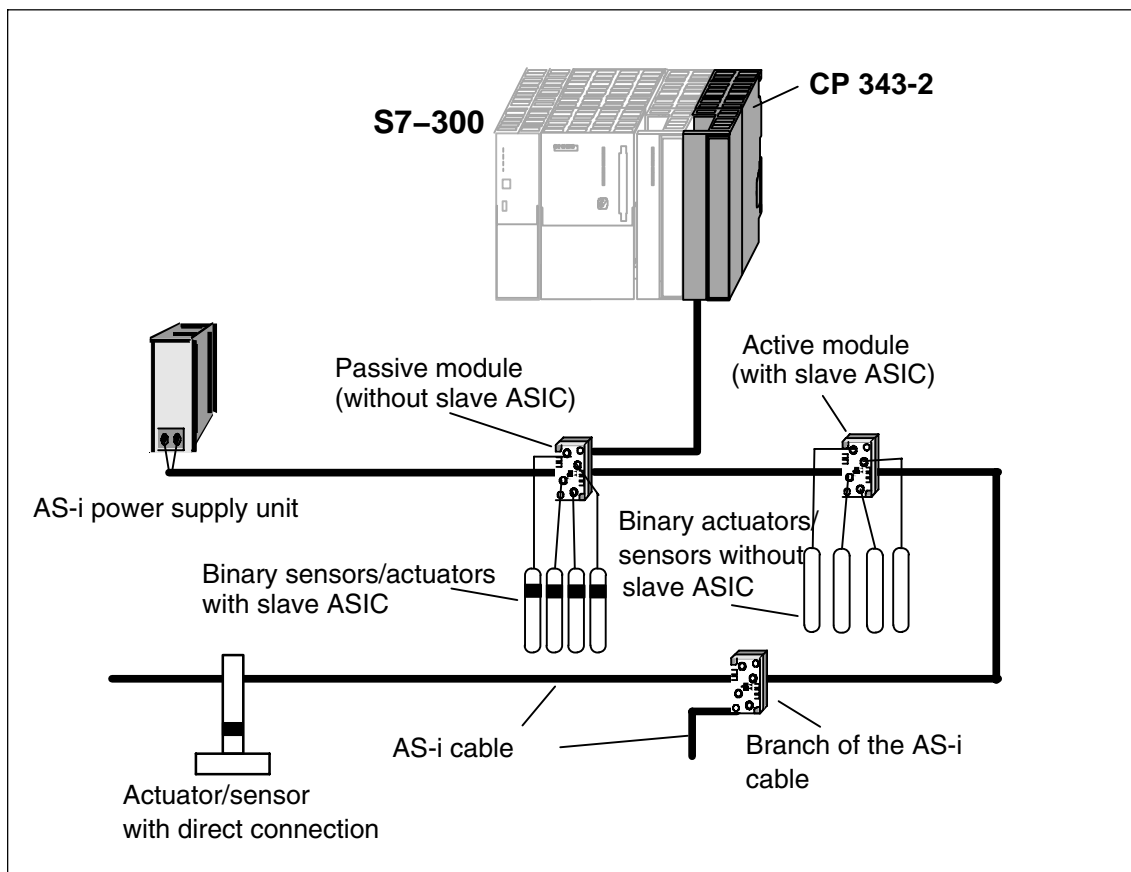 CP 343-2
S7–300
Passive module
(without slave ASIC)
Active module
(with slave ASIC)
AS-i power supply unit
Binary sensors/actuators
with slave ASIC
Binary actuators/
sensors without
slave ASIC
AS-i cable
Branch of the AS-i
cable
Actuator/sensor
with direct connection